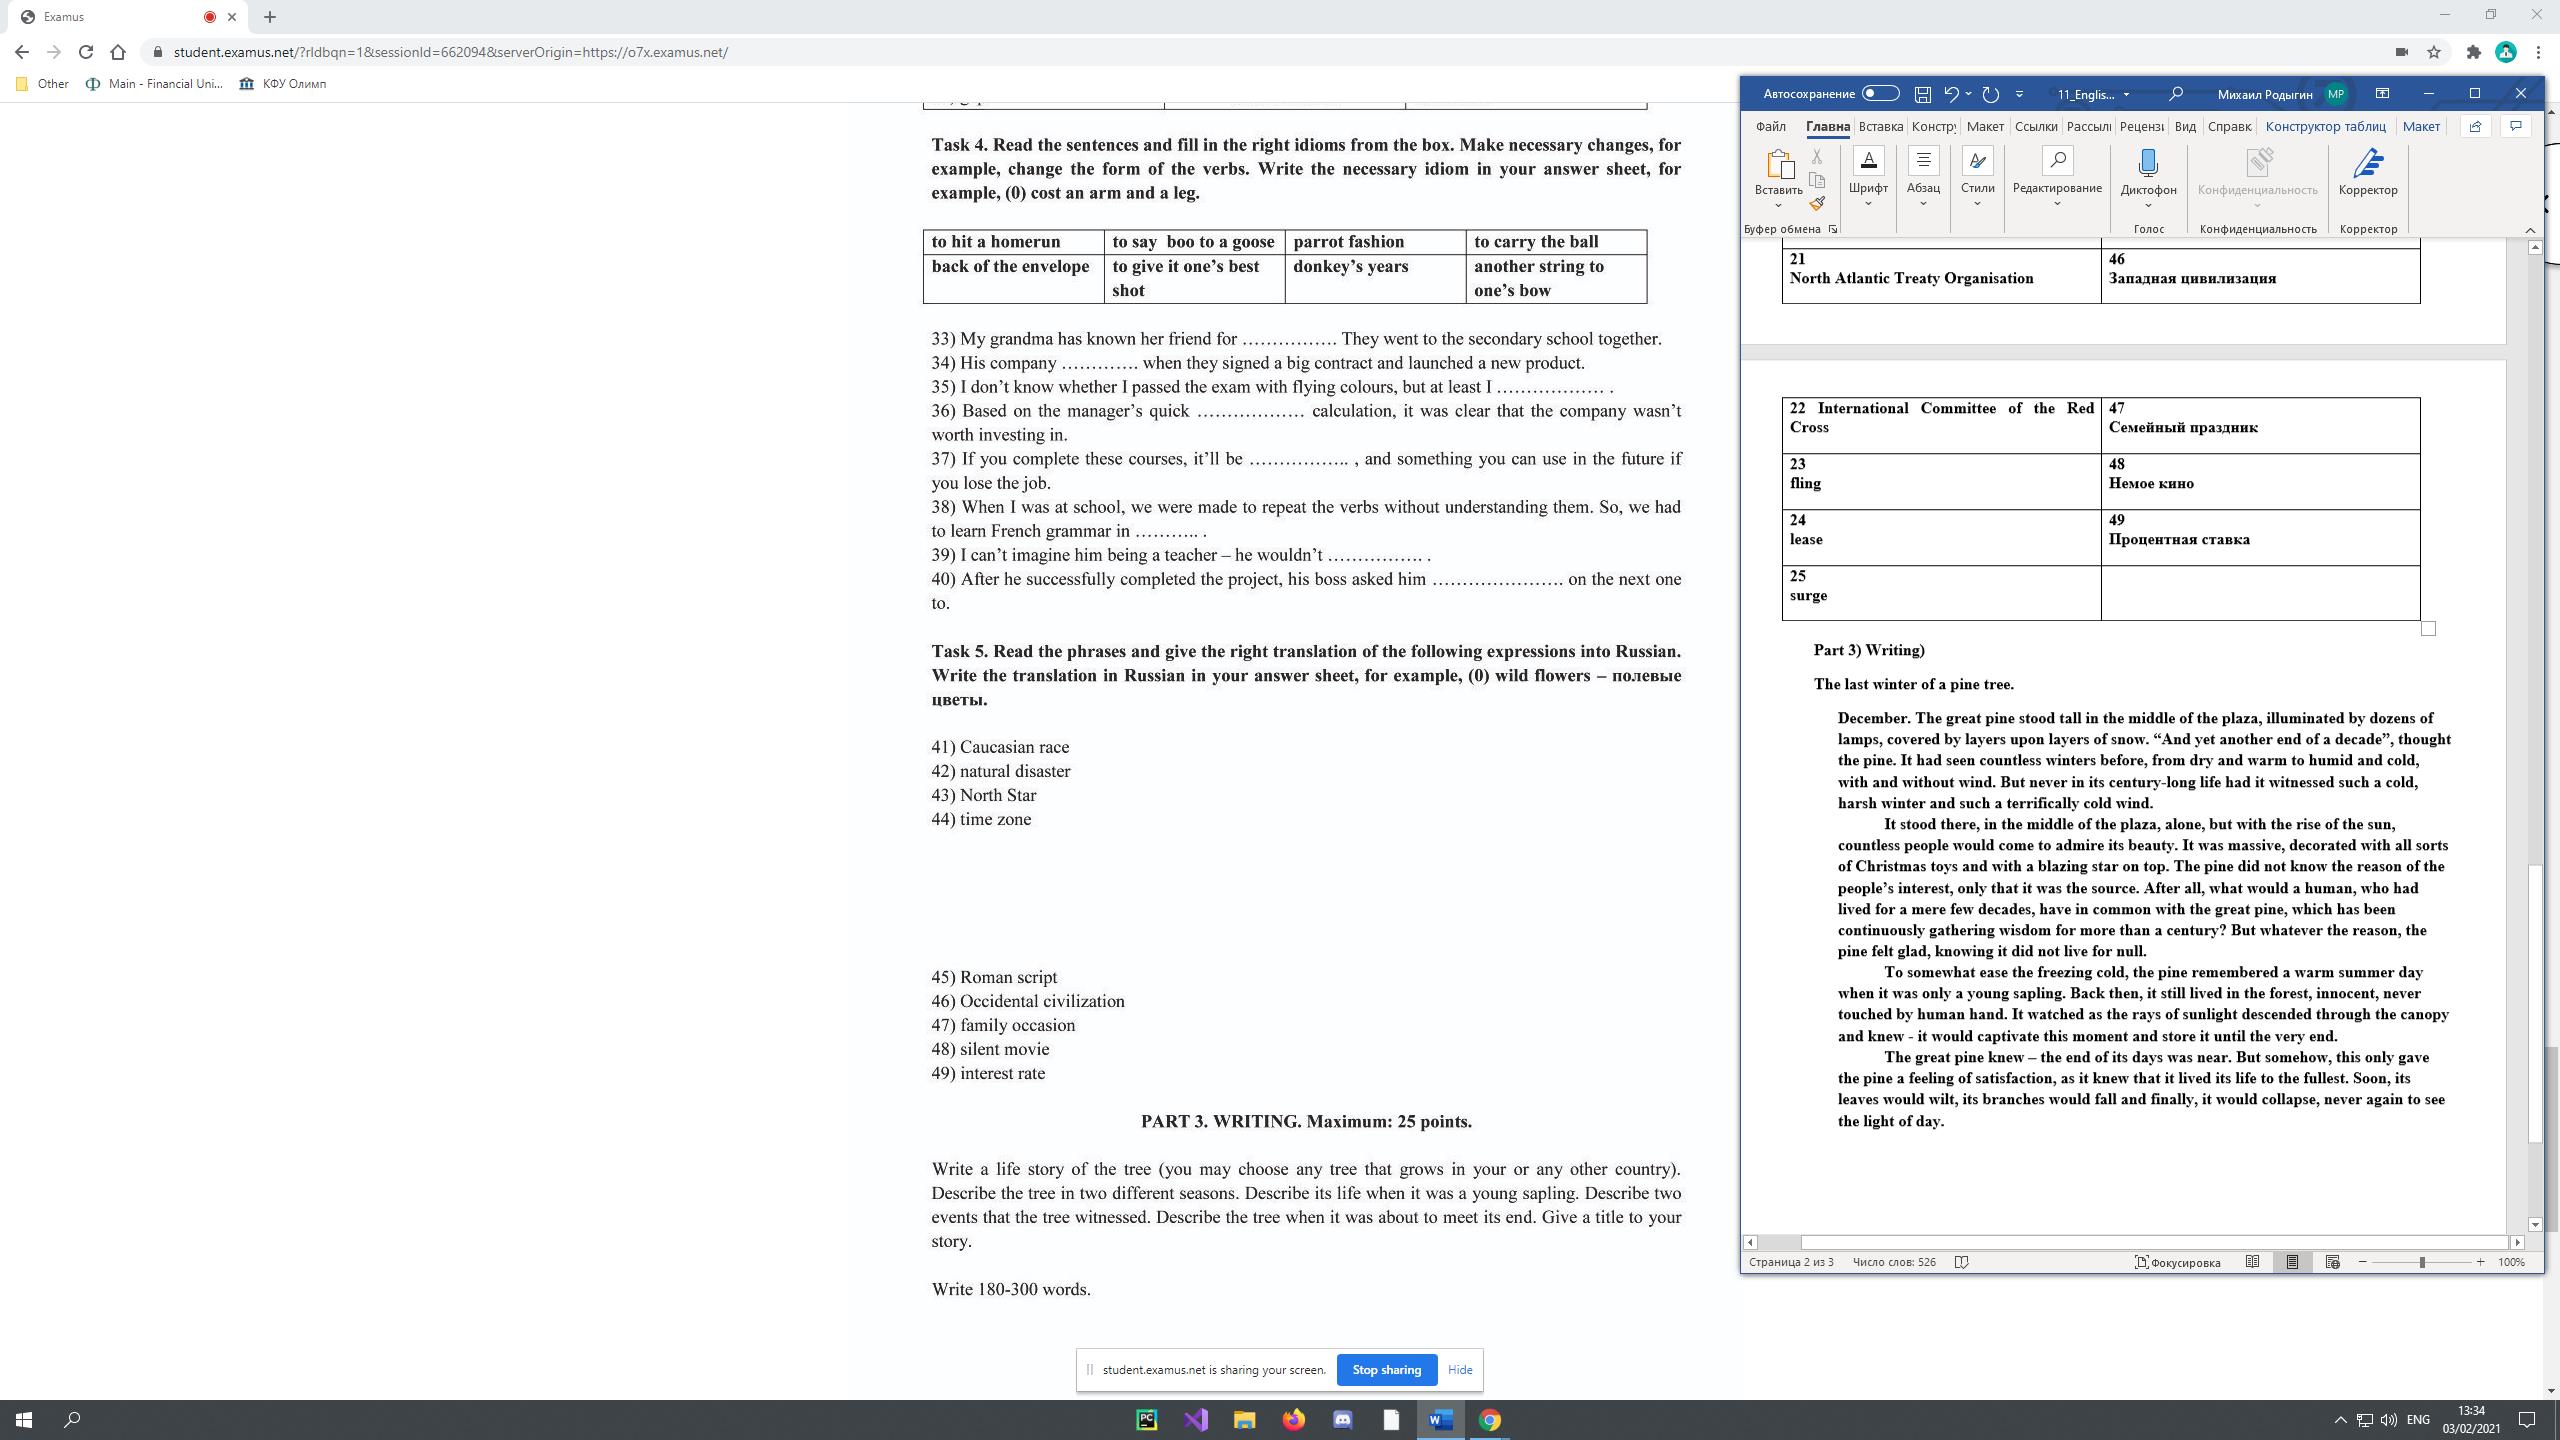 Examus
student.examus.net/?rldbqn=1&sessionId=662094&serverOrigin=https://o7x.examus.net/
Other
Main - Financial Uni...
КФУ Олимп
Task 4. Read the sentences and fill in the right idioms from the box. Make necessary changes, for
example, change the form of the verbs. Write the necessary idiom in your answer sheet, for
example, (0) cost an arm and a leg.
to hit a homerun
to say boo to a goose
parrot fashion
to carry the ball
back of the envelope
to give it one’s best
shot
donkey’s years
another string to
one’s bow
33) My grandma has known her friend for ……………. They went to the secondary school together.
34) His company …………. when they signed a big contract and launched a new product.
35) I don’t know whether I passed the exam with flying colours, but at least I ……………… .
36) Based on the manager’s quick ……………… calculation, it was clear that the company wasn’t
worth investing in.
37) If you complete these courses, it’ll be …………….. , and something you can use in the future if
you lose the job.
38) When I was at school, we were made to repeat the verbs without understanding them. So, we had
to learn French grammar in ……….. .
39) I can’t imagine him being a teacher – he wouldn’t ……………. .
40) After he successfully completed the project, his boss asked him …………………. on the next one
to.
Task 5. Read the phrases and give the right translation of the following expressions into Russian.
Write the translation in Russian in your answer sheet, for example, (0) wild flowers – полевые
цветы.
41) Caucasian race
42) natural disaster
43) North Star
44) time zone
45) Roman script
46) Occidental civilization
47) family occasion
48) silent movie
49) interest rate
PART 3. WRITING. Maximum: 25 points.
Write a life story of the tree (you may choose any tree that grows in your or any other country).
Describe the tree in two different seasons. Describe its life when it was a young sapling. Describe two
events that the tree witnessed. Describe the tree when it was about to meet its end. Give a title to your
story.
Write 180-300 words.
student.examus.net is sharing your screen.
Stop sharing
Hide
Автосохранение
11_Englis...
Михаил Родыгин
МР
Файл
Главна
Вставка
Констру
Макет
Ссылки
Рассыл
Рецензи
Вид
Справк
Конструктор таблиц
Макет
Вставить
Шрифт
Абзац
Стили
Редактирование
Диктофон
Конфиденциальность
Корректор
Буфер обмена
Голос
Конфиденциальность
Корректор
21
North Atlantic Treaty Organisation
46
Западная цивилизация
22 International Committee of the Red
Cross
47
Семейный праздник
23
fling
48
Немое кино
24
lease
49
Процентная ставка
25
surge
Part 3) Writing)
The last winter of a pine tree.
December. The great pine stood tall in the middle of the plaza, illuminated by dozens of
lamps, covered by layers upon layers of snow. “And yet another end of a decade”, thought
the pine. It had seen countless winters before, from dry and warm to humid and cold,
with and without wind. But never in its century-long life had it witnessed such a cold,
harsh winter and such a terrifically cold wind.
It stood there, in the middle of the plaza, alone, but with the rise of the sun,
countless people would come to admire its beauty. It was massive, decorated with all sorts
of Christmas toys and with a blazing star on top. The pine did not know the reason of the
people’s interest, only that it was the source. After all, what would a human, who had
lived for a mere few decades, have in common with the great pine, which has been
continuously gathering wisdom for more than a century? But whatever the reason, the
pine felt glad, knowing it did not live for null.
To somewhat ease the freezing cold, the pine remembered a warm summer day
when it was only a young sapling. Back then, it still lived in the forest, innocent, never
touched by human hand. It watched as the rays of sunlight descended through the canopy
and knew - it would captivate this moment and store it until the very end.
The great pine knew – the end of its days was near. But somehow, this only gave
the pine a feeling of satisfaction, as it knew that it lived its life to the fullest. Soon, its
leaves would wilt, its branches would fall and finally, it would collapse, never again to see
the light of day.
Страница 2 из 3
Число слов: 526
Фокусировка
100%
PC
ENG
13:34
03/02/2021